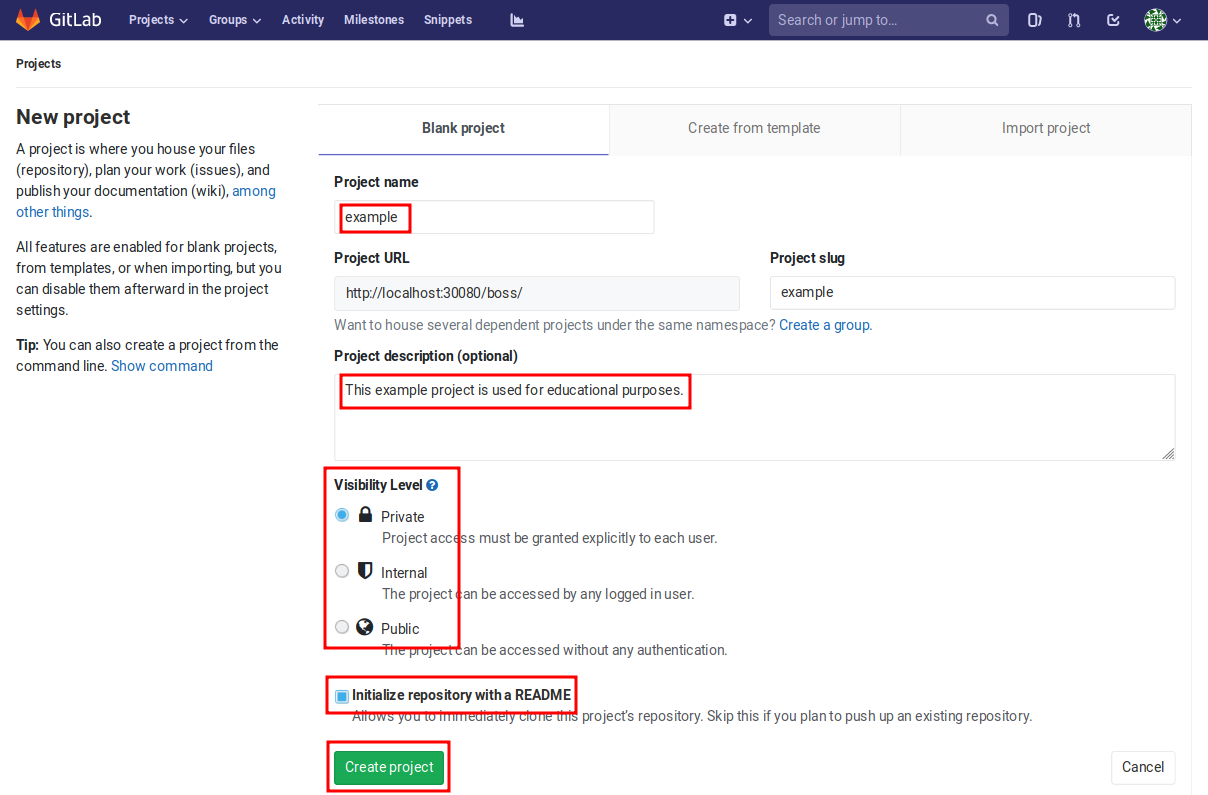 GitLab Projects Groups Activity Milestones Snippets Search or jump to...
Projects
New project
A project is where you house your files
(repository), plan your work (issues), and
publish your documentation (wiki), among
other things.
All features are enabled for blank projects,
from templates, or when importing, but you
can disable them afterward in the project
settings.
Tip: You can also create a project from the
command line. Show command
Blank project Create from template Import project
Project name
example
Project URL Project slug
http://localhost:30080/boss/ example
Want to house several dependent projects under the same namespace? Create a group.
Project description (optional)
This example project is used for educational purposes.
Visibility Level ?
Private
Project access must be granted explicitly to each user.
Internal
The project can be accessed by any logged in user.
Public
The project can be accessed without any authentication.
Initialize repository with a README
Allows you to immediately clone this project's repository. Skip this if you plan to push up an existing repository.
Create project Cancel